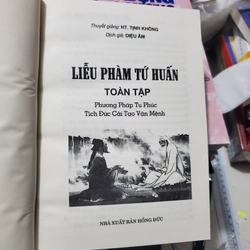 Thuyết giảng: HT. TỊNH KHÔNG
Dịch giả: DIỆU ÂM
LIỄU PHÀM TỨ HUẤN
TOÀN TẬP
Phương Pháp Tu Phúc
Tích Đức Cải Tạo Vận Mệnh
NHÀ XUẤT BẢN HỒNG ĐỨC